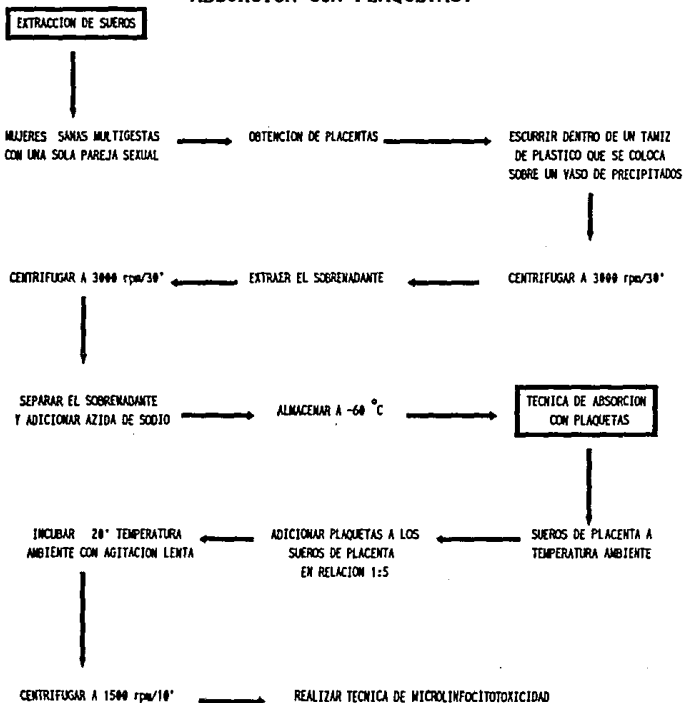 ABSORCION CON PLAQUETAS.
EXTRACCION DE SUEROS
MUJERES SANAS MULTIGESTAS
CON UNA SOLA PAREJA SEXUAL
OBTENCION DE PLACENTAS
ESCURRIR DENTRO DE UN TAMIZ
DE PLASTICO QUE SE COLOCA
SOBRE UN VASO DE PRECIPITADOS
CENTRIFUGAR A 3000 rpm/30'
EXTRAER EL SOBRENADANTE
CENTRIFUGAR A 3000 rpm/30'
SEPARAR EL SOBRENADANTE
Y ADICIONAR AZIDA DE SODIO
ALMACENAR A -60 °C
TECNICA DE ABSORCION
CON PLAQUETAS
INCUBAR 20' TEMPERATURA
AMBIENTE CON AGITACION LENTA
ADICIONAR PLAQUETAS A LOS
SUEROS DE PLACENTA
EN RELACION 1:5
SUEROS DE PLACENTA A
TEMPERATURA AMBIENTE
CENTRIFUGAR A 1500 rpm/10'
REALIZAR TECNICA DE MICROLINFOCITOTOXICIDAD